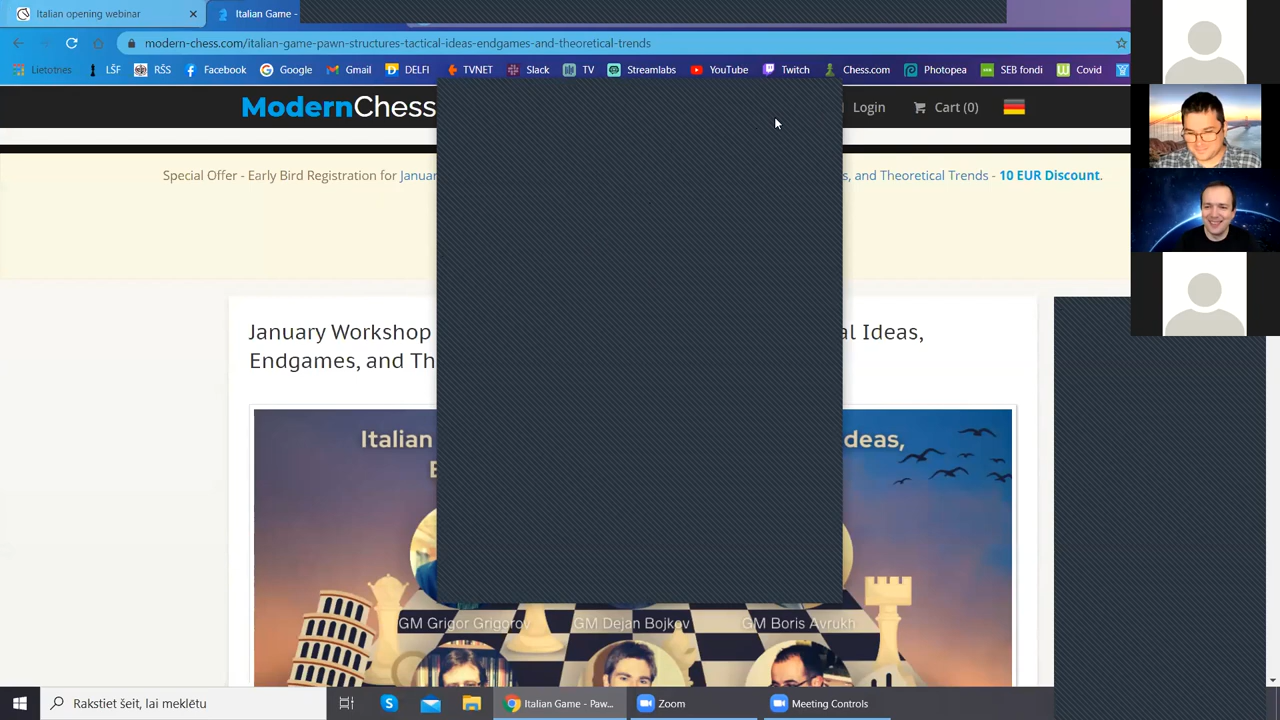 Italian opening webinar
Italian Game -
modern-chess.com/italian-game-pawn-structures-tactical-ideas-endgames-and-theoretical-trends
Lietotnes LŠF RŠS Facebook Google Gmail DELFI TVNET Slack TV Streamlabs YouTube Twitch Chess.com Photopea SEB fondi Covid
ModernChess Login Cart (0)
Special Offer - Early Bird Registration for Januar s, and Theoretical Trends - 10 EUR Discount.
January Workshop al Ideas,
Endgames, and Th
Italian deas,
E
GM Grigor Grigorov GM Dejan Bojkov GM Boris Avrukh
Rakstiet šeit, lai meklētu Italian Game - Paw... Zoom Meeting Controls